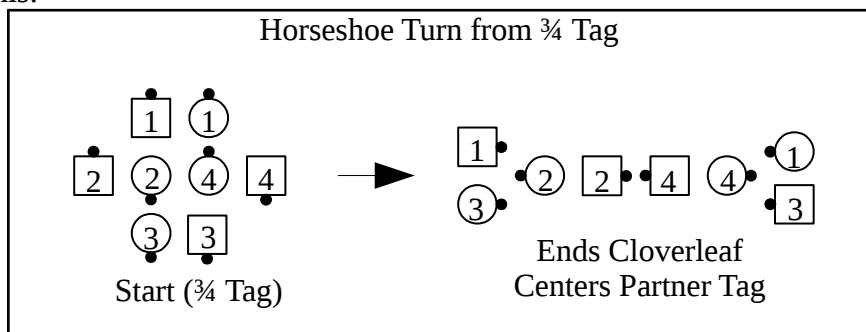 ns.
Horseshoe Turn from ¾ Tag
1 1
2 2 4 4
3 3
1 1
2 2 4 4
3 3
Start (¾ Tag)
Ends Cloverleaf
Centers Partner Tag